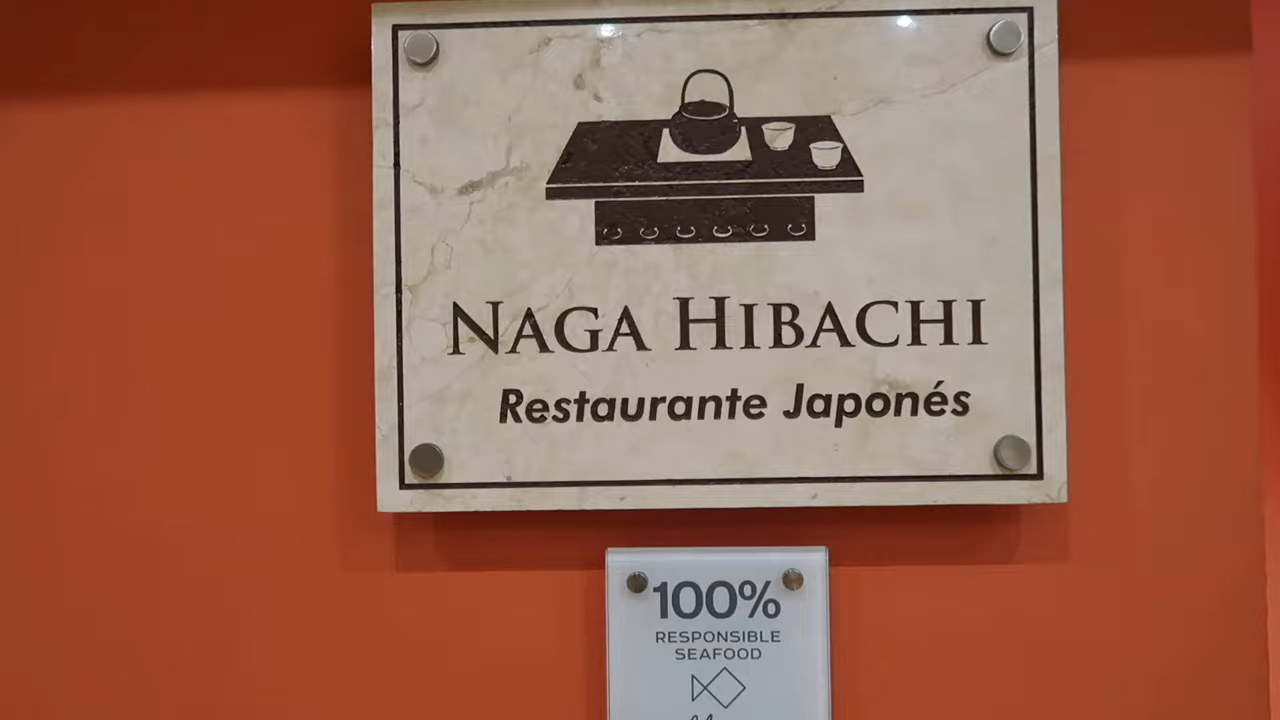 NAGA HIBACHI
Restaurante Japonés
100%
RESPONSIBLE
SEAFOOD